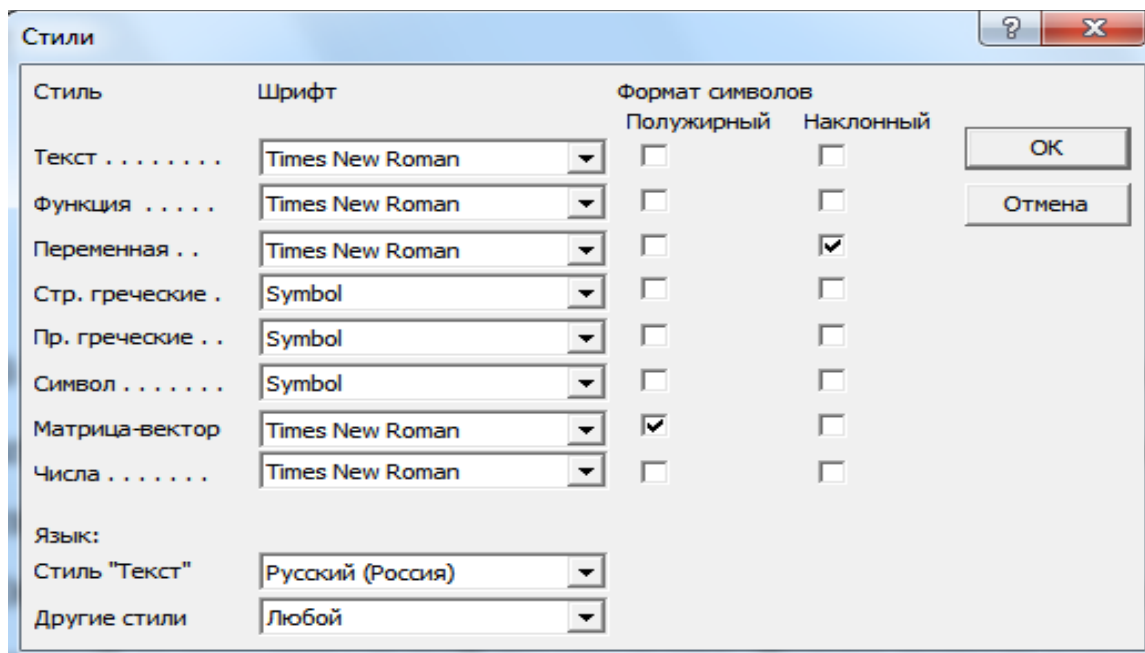 Стили
Стиль Шрифт Формат символов
Полужирный Наклонный
Текст . . . . . . . . Times New Roman
OK
Функция . . . . . Times New Roman
Отмена
Переменная . . Times New Roman
Стр. греческие . Symbol
Пр. греческие . . Symbol
Символ . . . . . . . Symbol
Матрица-вектор Times New Roman
Числа . . . . . . . Times New Roman
Язык:
Стиль "Текст" Русский (Россия)
Другие стили Любой